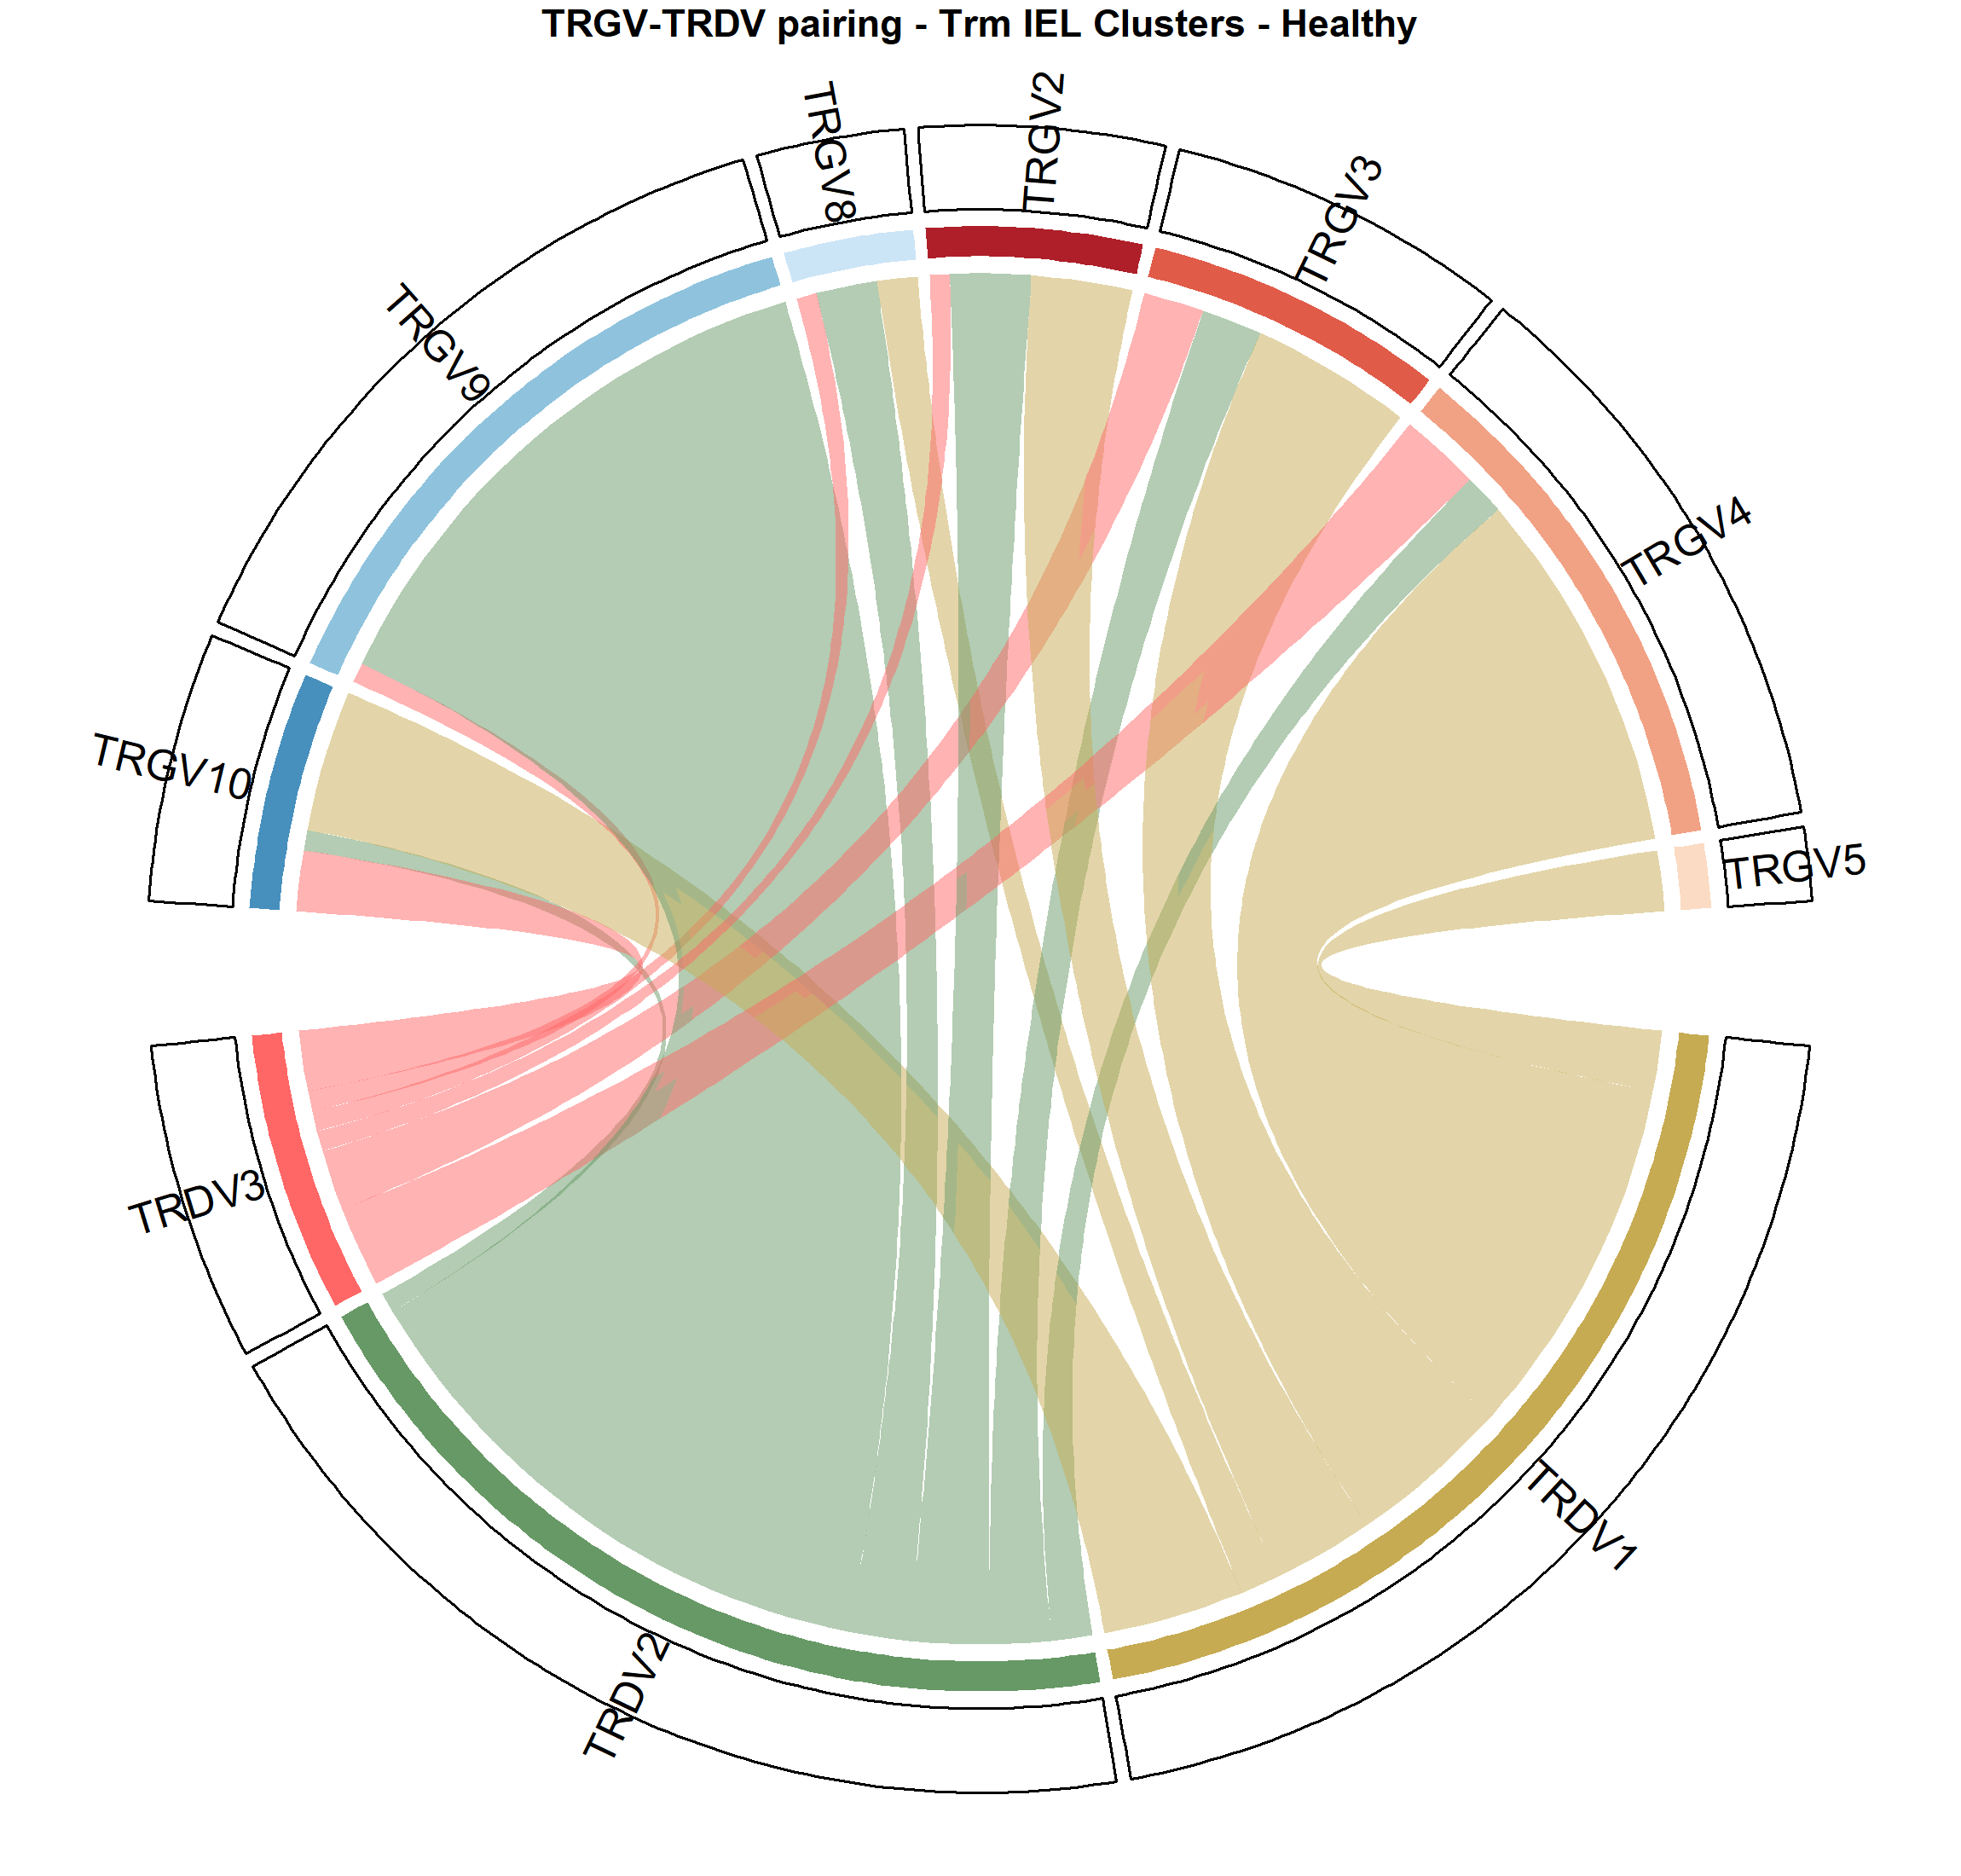 TRGV-TRDV pairing - Trm IEL Clusters - Healthy
TRGV8
TRGV2
TRGV3
TRGV9
TRGV4
TRGV10
TRGV5
TRDV3
TRDV1
TRDV2